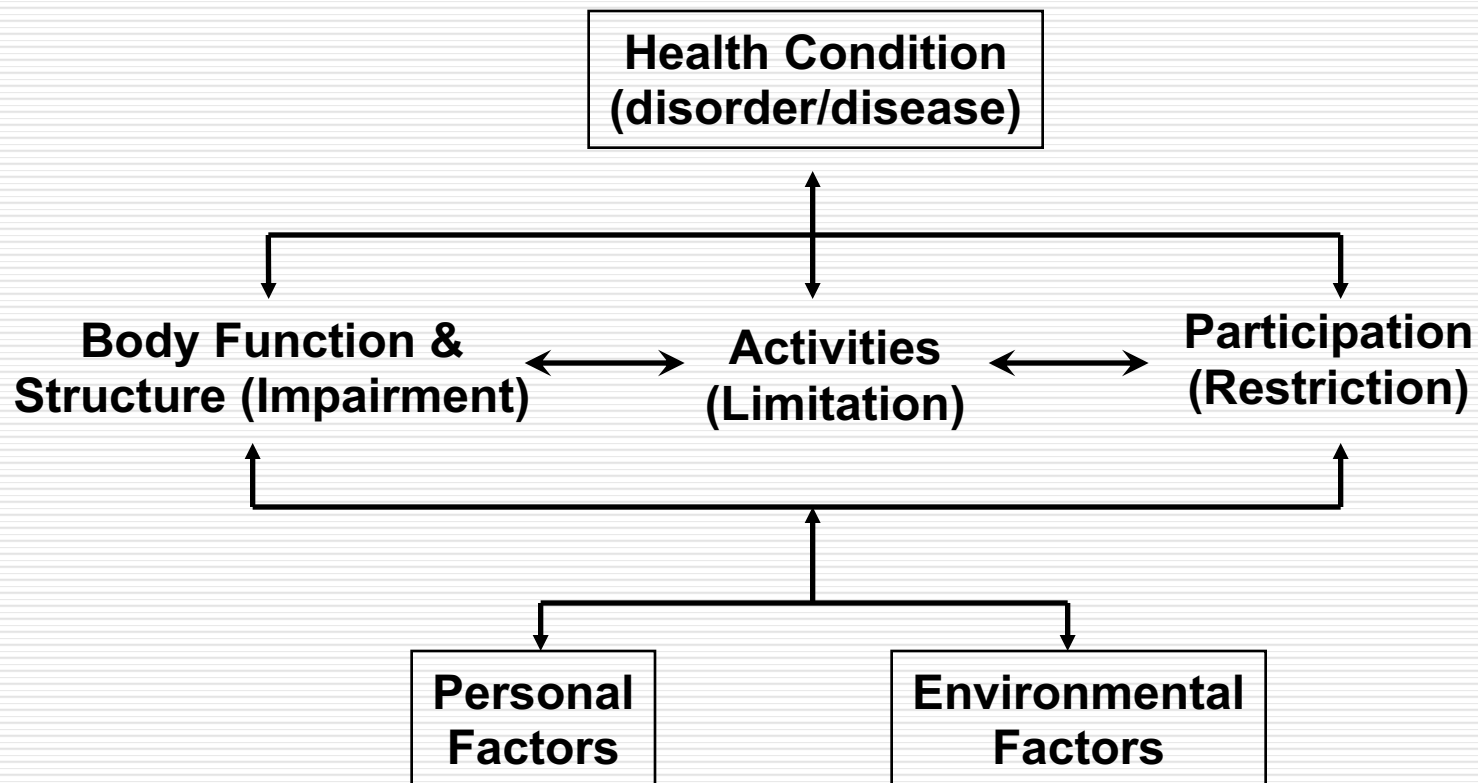 Health Condition
(disorder/disease)
Body Function &
Structure (Impairment)
Activities
(Limitation)
Participation
(Restriction)
Personal
Factors
Environmental
Factors